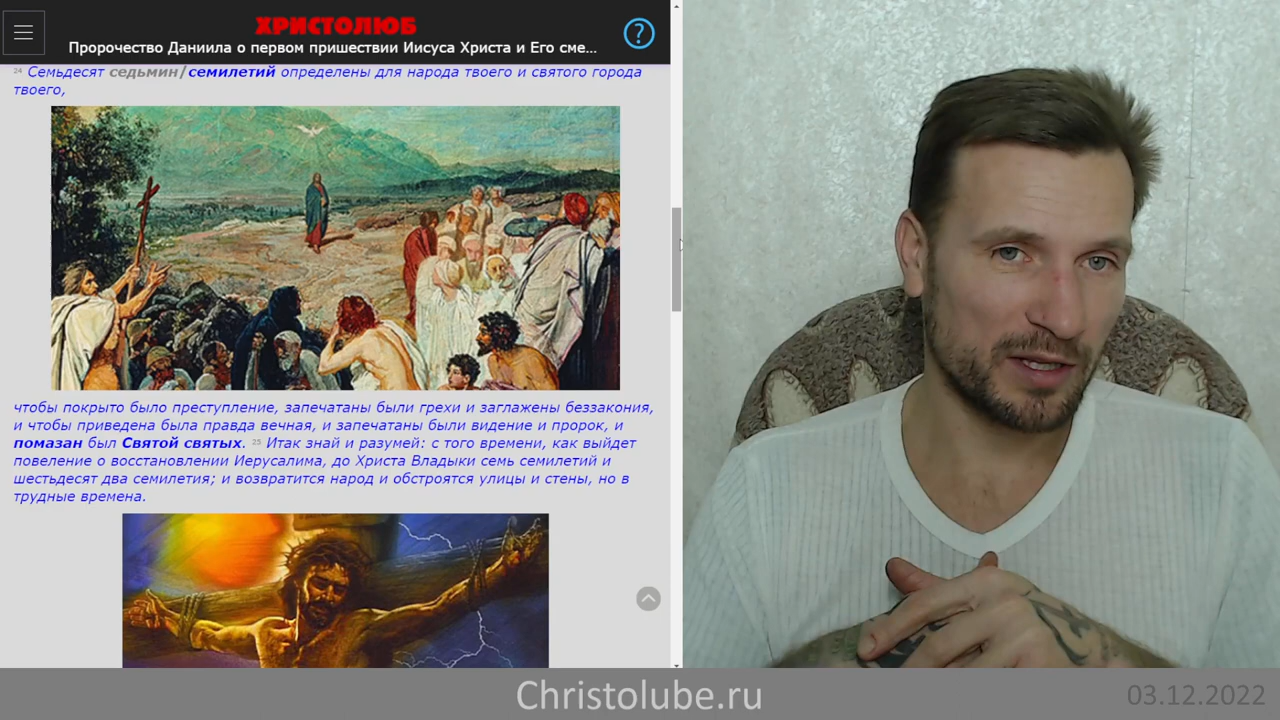 ХРИСТОЛЮБ
Пророчество Даниила о первом пришествии Иисуса Христа и Его сме...
24 Семьдесят седьмин/семилетий определены для народа твоего и святого города
твоего,
чтобы покрыто было преступление, запечатаны были грехи и заглажены беззакония,
и чтобы приведена была правда вечная, и запечатаны были видение и пророк, и
помазан был Святой святых. 25 Итак знай и разумей: с того времени, как выйдет
повеление о восстановлении Иерусалима, до Христа Владыки семь семилетий и
шестьдесят два семилетия; и возвратится народ и обстроятся улицы и стены, но в
трудные времена.
Christolube.ru
03.12.2022